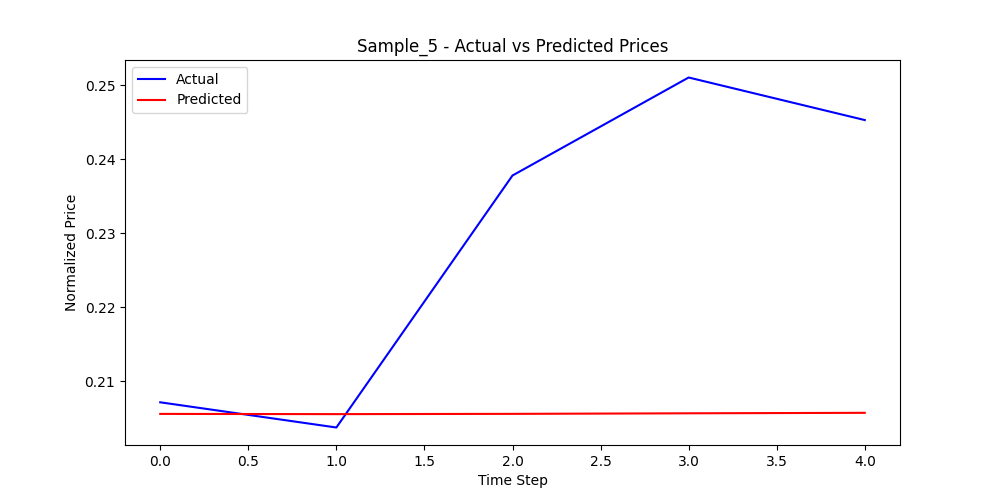 Sample_5 - Actual vs Predicted Prices
Actual
Predicted
Normalized Price
0.25
0.24
0.23
0.22
0.21
0.0 0.5 1.0 1.5 2.0 2.5 3.0 3.5 4.0
Time Step